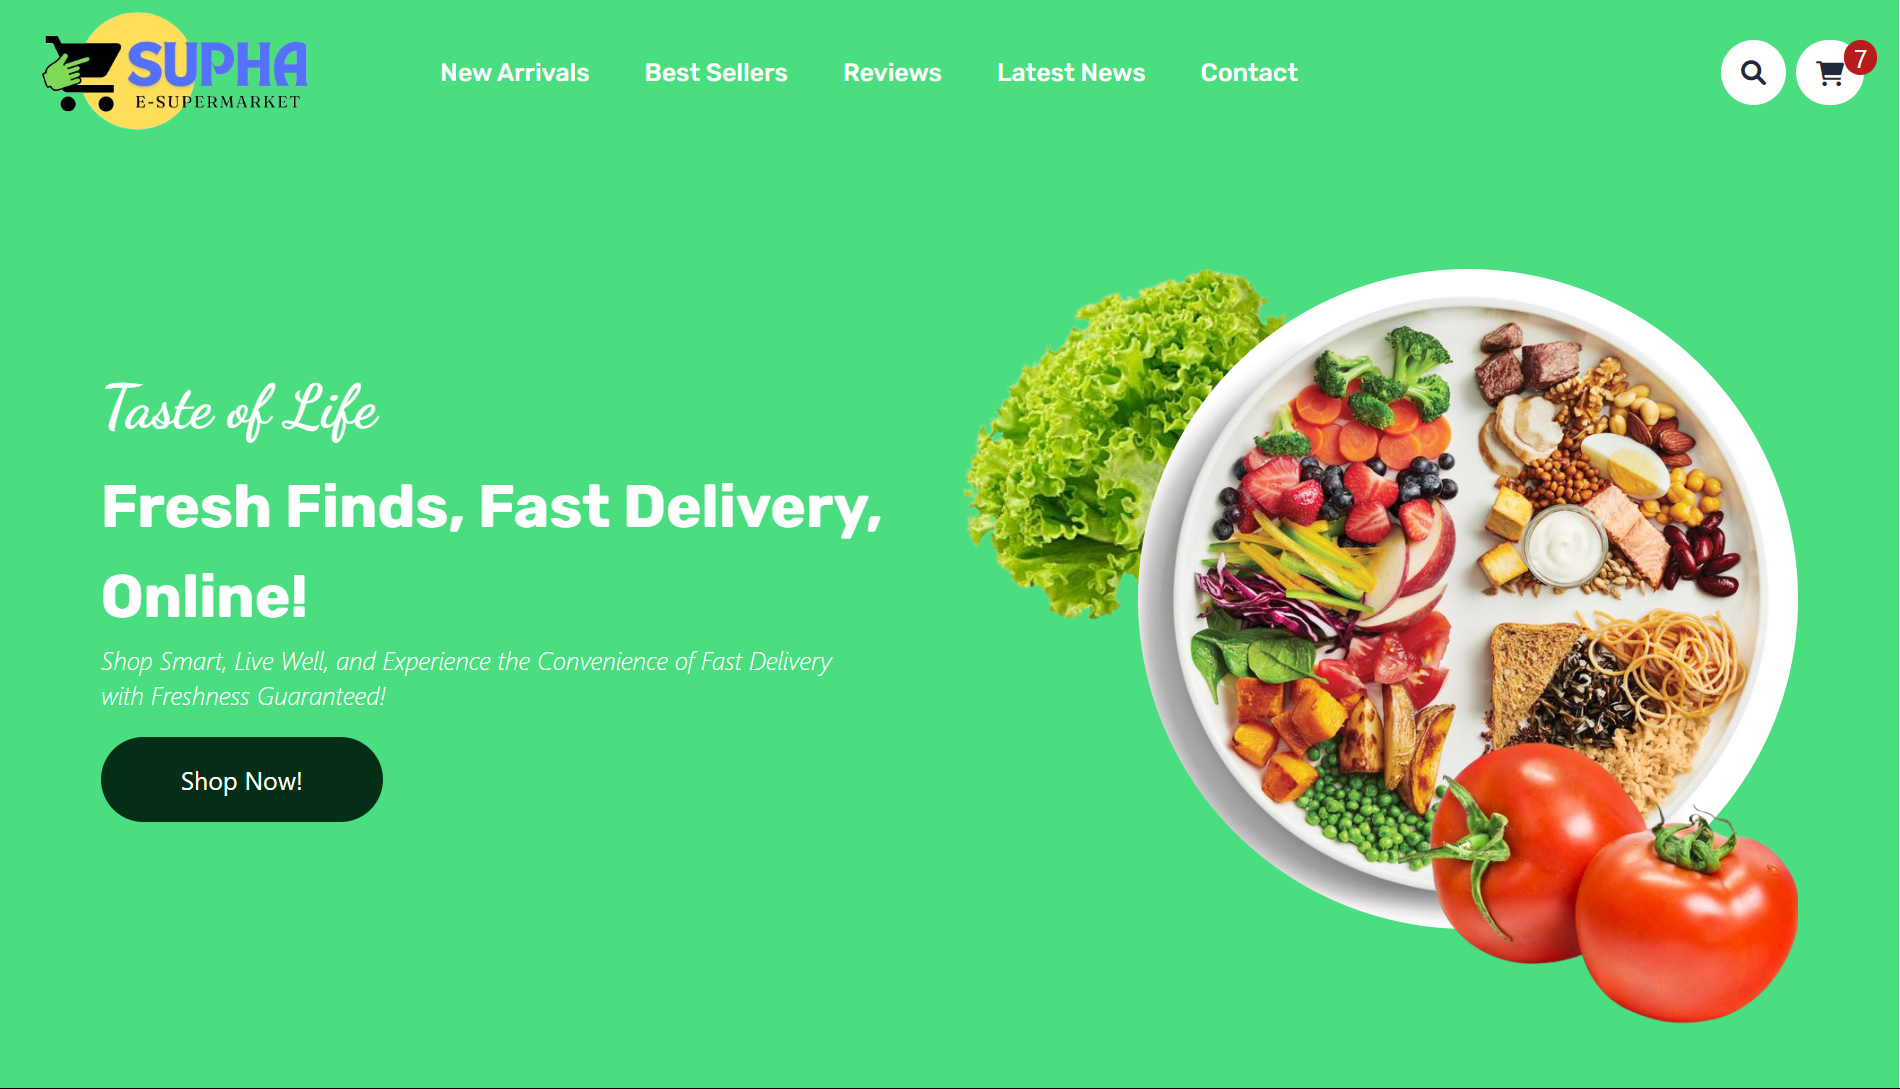 SUPHA
E-SUPERMARKET
New Arrivals
Best Sellers
Reviews
Latest News
Contact
7
Taste of Life
Fresh Finds, Fast Delivery,
Online!
Shop Smart, Live Well, and Experience the Convenience of Fast Delivery
with Freshness Guaranteed!
Shop Now!